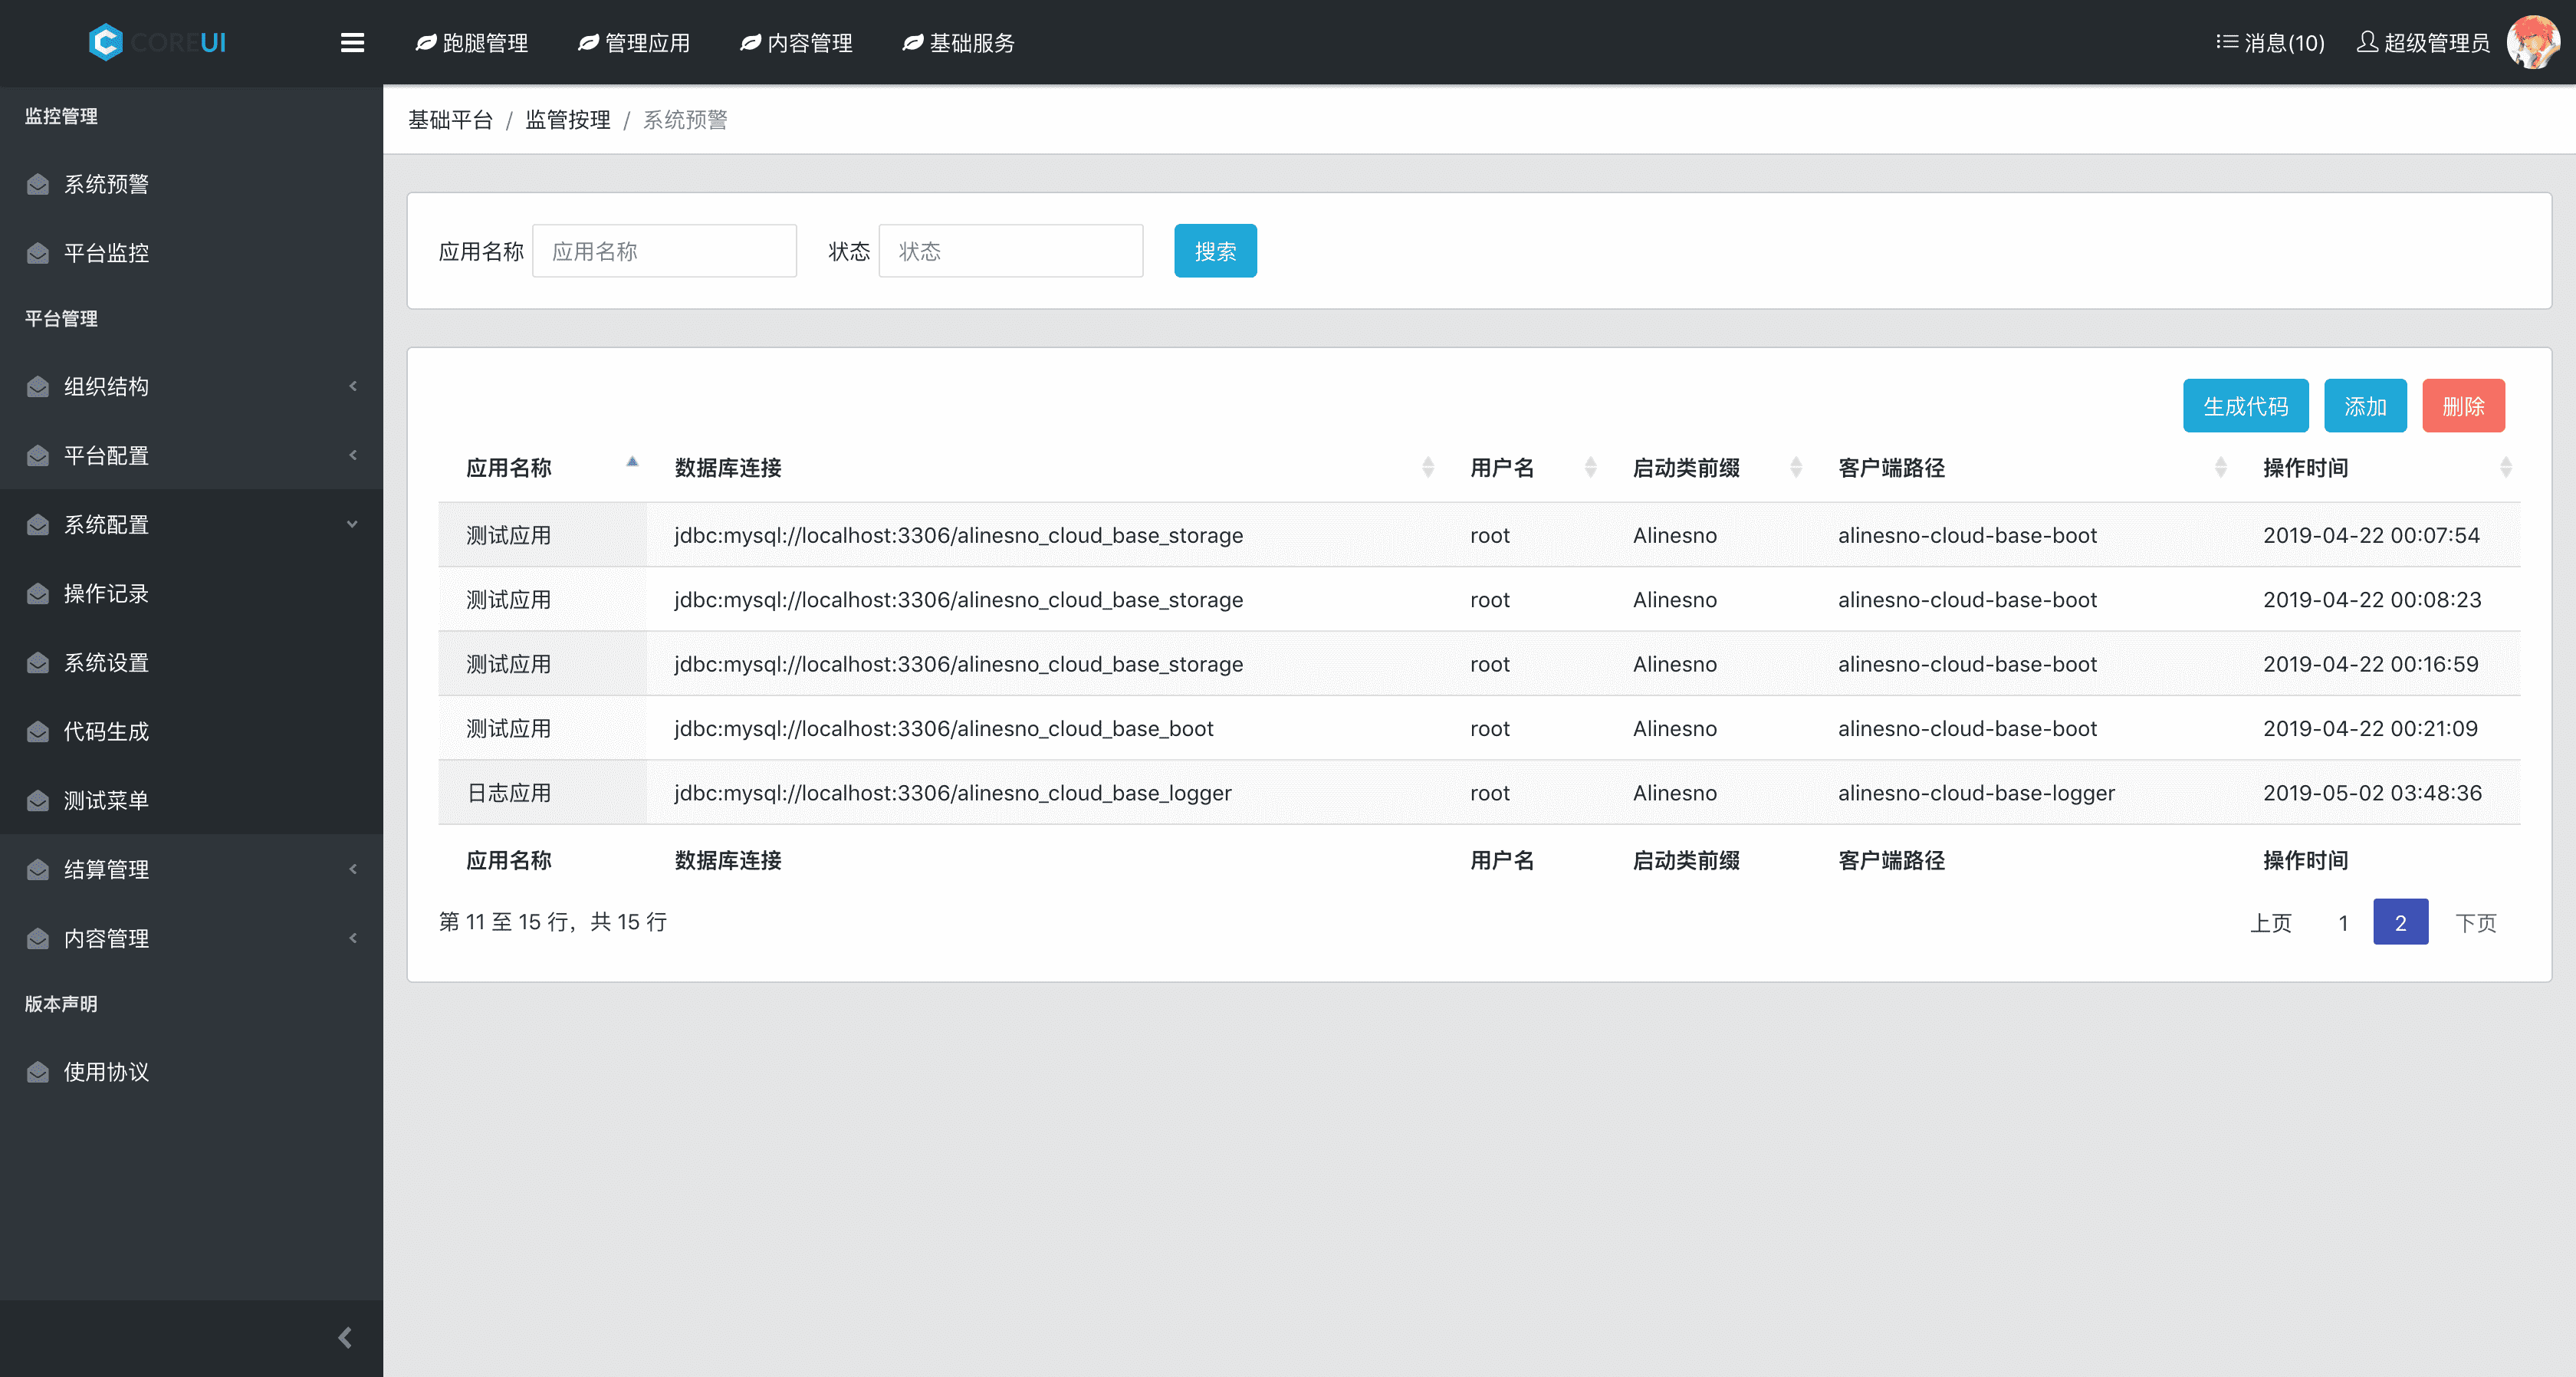 COREUI
跑腿管理 管理应用 内容管理 基础服务 消息(10) 超级管理员
监控管理
系统预警
平台监控
平台管理
组织结构
平台配置
系统配置
操作记录
系统设置
代码生成
测试菜单
结算管理
内容管理
版本声明
使用协议
基础平台 / 监管按理 / 系统预警
应用名称 应用名称 状态 状态 搜索
生成代码 添加 删除
应用名称 数据库连接 用户名 启动类前缀 客户端路径 操作时间
测试应用 jdbc:mysql://localhost:3306/alinesno_cloud_base_storage root Alinesno alinesno-cloud-base-boot 2019-04-22 00:07:54
测试应用 jdbc:mysql://localhost:3306/alinesno_cloud_base_storage root Alinesno alinesno-cloud-base-boot 2019-04-22 00:08:23
测试应用 jdbc:mysql://localhost:3306/alinesno_cloud_base_storage root Alinesno alinesno-cloud-base-boot 2019-04-22 00:16:59
测试应用 jdbc:mysql://localhost:3306/alinesno_cloud_base_boot root Alinesno alinesno-cloud-base-boot 2019-04-22 00:21:09
日志应用 jdbc:mysql://localhost:3306/alinesno_cloud_base_logger root Alinesno alinesno-cloud-base-logger 2019-05-02 03:48:36
应用名称 数据库连接 用户名 启动类前缀 客户端路径 操作时间
第 11 至 15 行，共 15 行 上页 1 2 下页